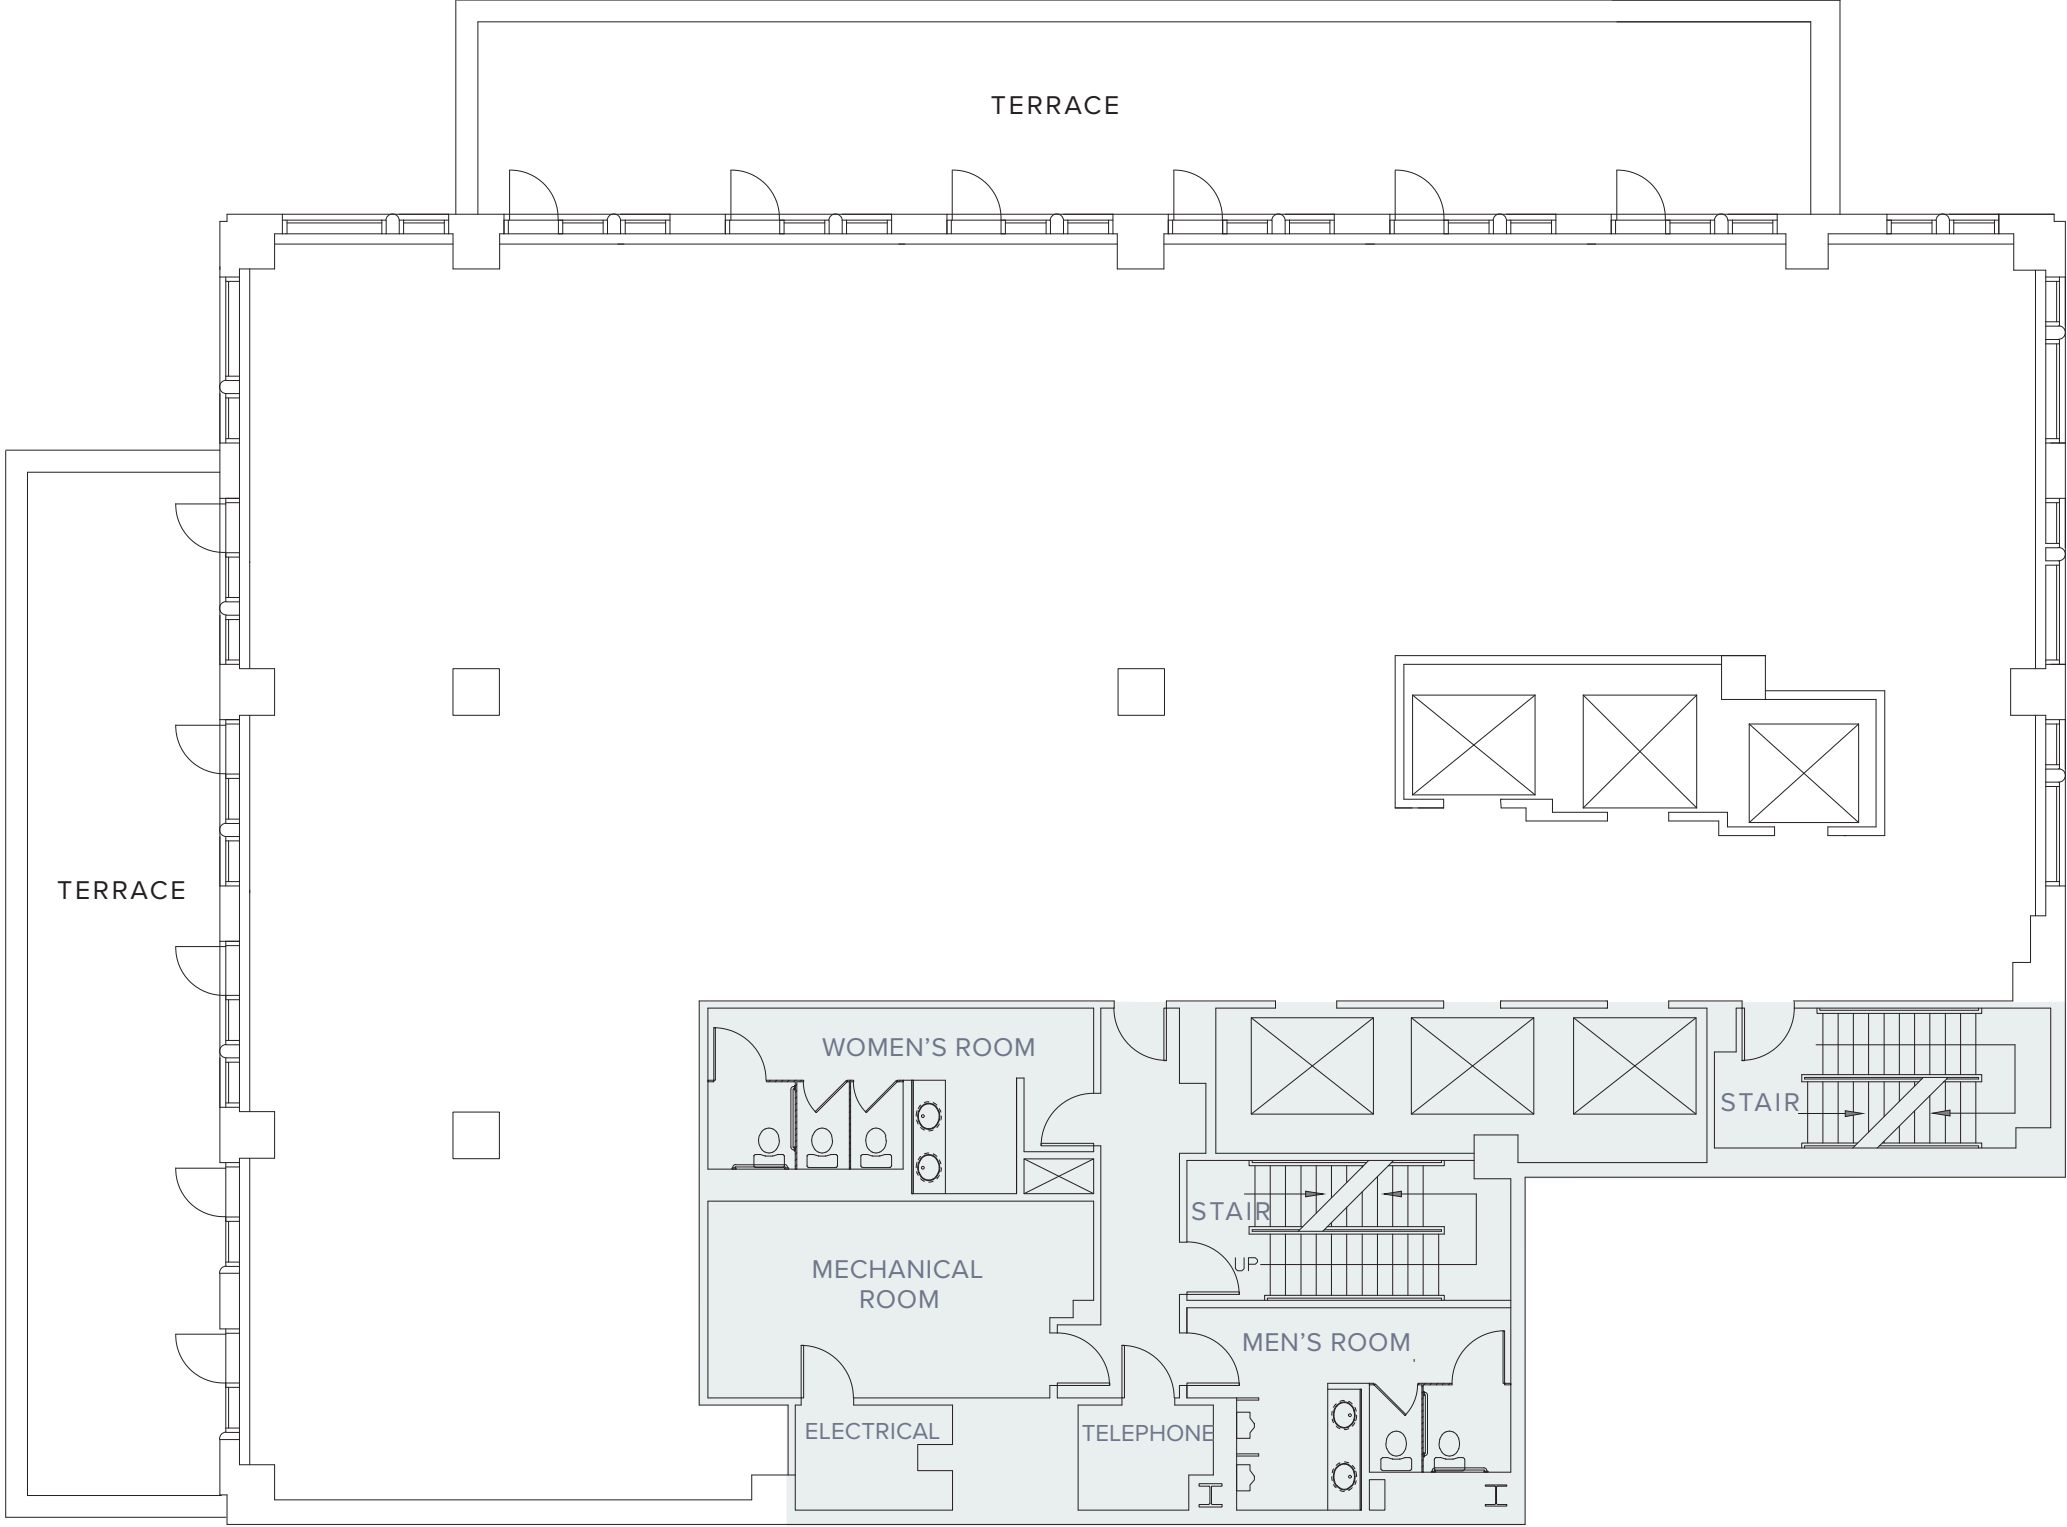 TERRACE
TERRACE
WOMEN’S ROOM
STAIR
STAIR
UP
MECHANICAL
ROOM
MEN’S ROOM
ELECTRICAL
TELEPHONE